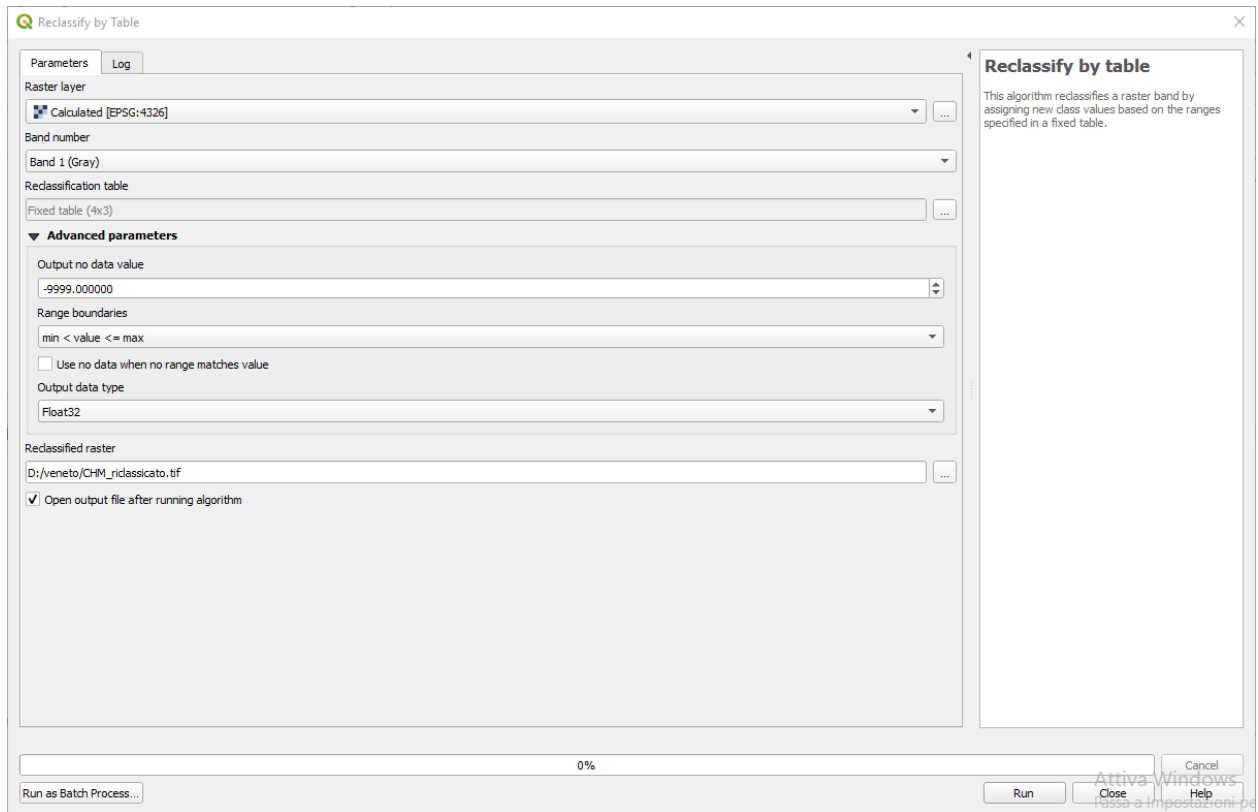 Reclassify by Table
Parameters
Log
Raster layer
Calculated [EPSG:4326]
...
Band number
Band 1 (Gray)
Reclassification table
Fixed table (4x3)
...
Advanced parameters
Output no data value
-9999.000000
Range boundaries
min < value <= max
Use no data when no range matches value
Output data type
Float32
Reclassified raster
D:/veneto/CHM_riclassicato.tif
...
Open output file after running algorithm
Reclassify by table
This algorithm reclassifies a raster band by
assigning new class values based on the ranges
specified in a fixed table.
0%
Cancel
Run as Batch Process...
Run
Close
Help
Attiva Windows
Passa a Impostazioni pe